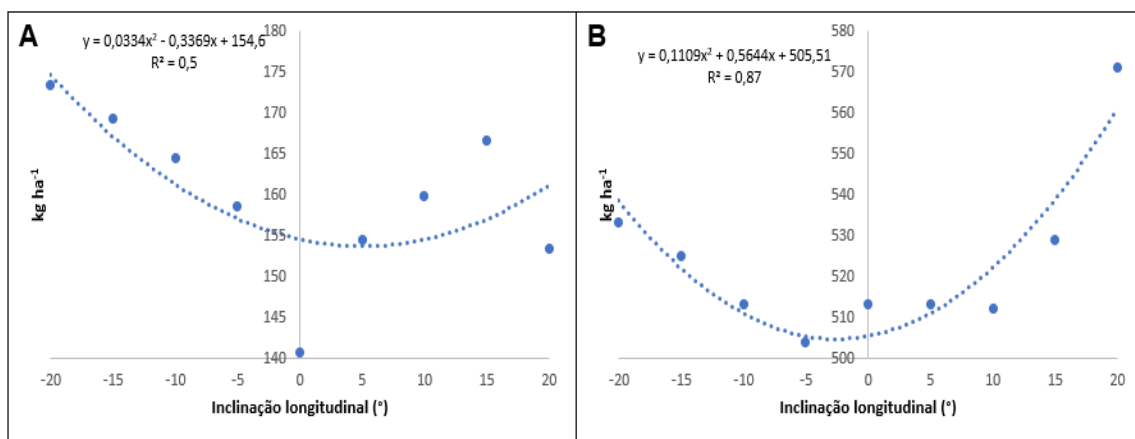 A
y = 0,0334x² - 0,3369x + 154,6
R² = 0,5
180
175
170
165
160
155
150
145
140
kg ha⁻¹
-20 -15 -10 -5 0 5 10 15 20
Inclinação longitudinal (°)
B
y = 0,1109x² + 0,5644x + 505,51
R² = 0,87
580
570
560
550
540
530
520
510
500
kg ha⁻¹
-20 -15 -10 -5 0 5 10 15 20
Inclinação longitudinal (°)